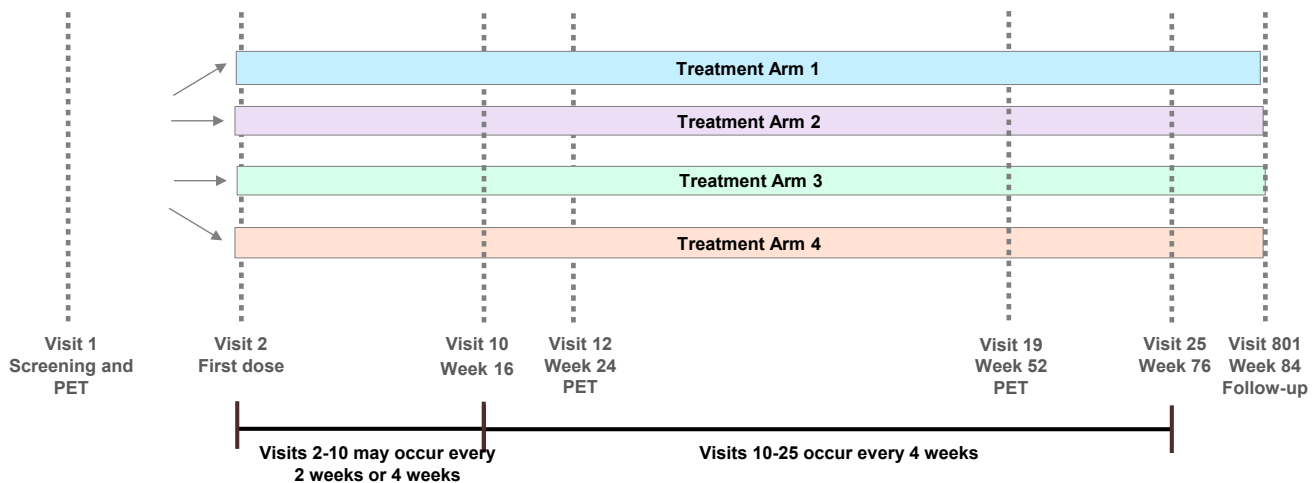 Treatment Arm 1
Treatment Arm 2
Treatment Arm 3
Treatment Arm 4
Visit 1
Screening and
PET
Visit 2
First dose
Visit 10
Week 16
Visit 12
Week 24
PET
Visit 19
Week 52
PET
Visit 25
Week 76
Visit 801
Week 84
Follow-up
Visits 2-10 may occur every
2 weeks or 4 weeks
Visits 10-25 occur every 4 weeks